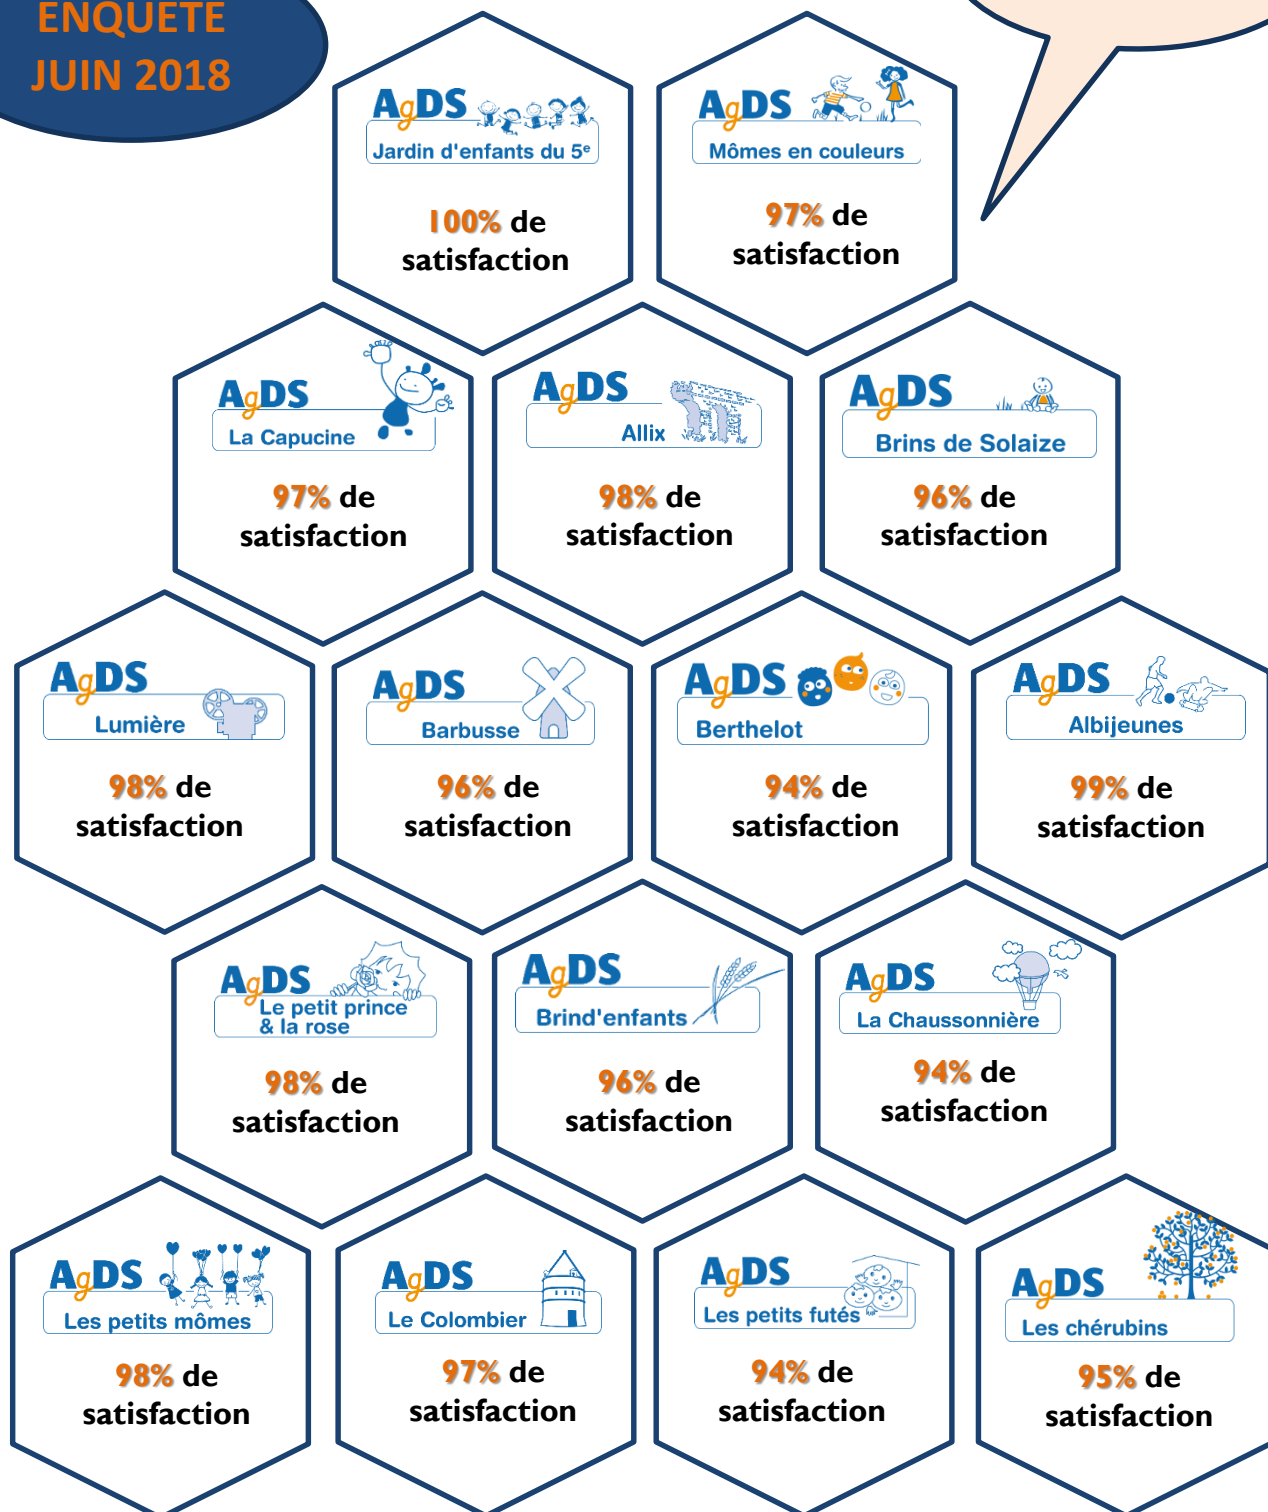 ENQUETE
JUIN 2018
AgDS
Jardin d'enfants du 5e
100% de
satisfaction
AgDS
Mômes en couleurs
97% de
satisfaction
AgDS
La Capucine
97% de
satisfaction
AgDS
Allix
98% de
satisfaction
AgDS
Brins de Solaize
96% de
satisfaction
AgDS
Lumière
98% de
satisfaction
AgDS
Barbusse
96% de
satisfaction
AgDS
Berthelot
94% de
satisfaction
AgDS
Albijeunes
99% de
satisfaction
AgDS
Le petit prince
& la rose
98% de
satisfaction
AgDS
Brind'enfants
96% de
satisfaction
AgDS
La Chaussonnière
94% de
satisfaction
AgDS
Les petits mômes
98% de
satisfaction
AgDS
Le Colombier
97% de
satisfaction
AgDS
Les petits futés
94% de
satisfaction
AgDS
Les chérubins
95% de
satisfaction